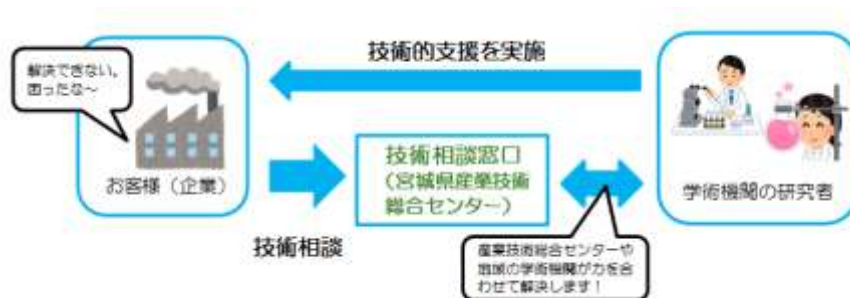 技術的支援を実施
解決できない。
困ったな～
お客様（企業）
技術相談
技術相談窓口
（宮城県産業技術
総合センター）
学術機関の研究者
産業技術総合センターや
地域の学術機関が力を合
わせて解決します！